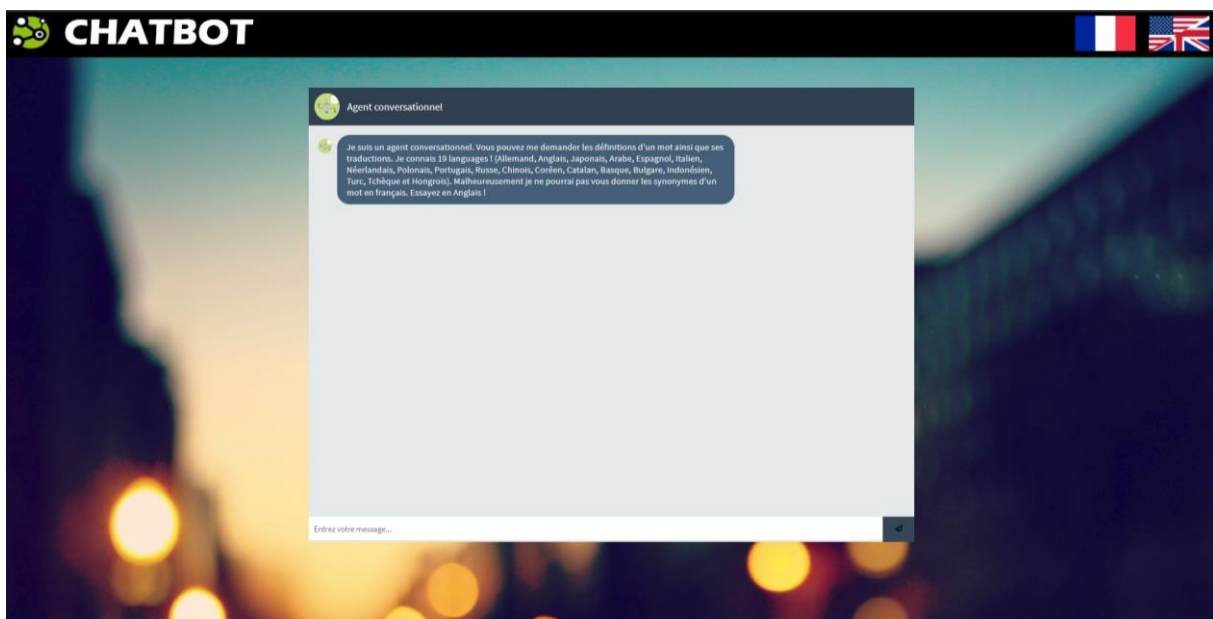 CHATBOT
Agent conversationnel
Je suis un agent conversationnel. Vous pouvez me demander les définitions d'un mot ainsi que ses
traductions. Je connais 19 languages ! (Allemand, Anglais, Japonais, Arabe, Espagnol, Italien,
Néerlandais, Polonais, Portugais, Russe, Chinois, Coréen, Catalan, Basque, Bulgare, Indonésien,
Turc, Tchèque et Hongrois). Malheureusement je ne pourrai pas vous donner les synonymes d'un
mot en français. Essayez en Anglais !
Entrez votre message...